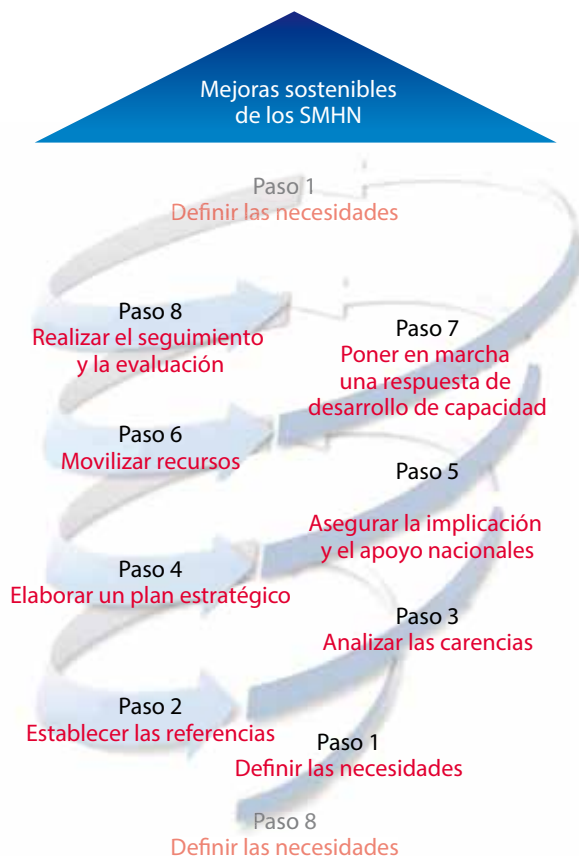 Mejoras sostenibles
de los SMHN
Paso 1
Definir las necesidades
Paso 8
Realizar el seguimiento
y la evaluación
Paso 7
Poner en marcha
una respuesta de
desarrollo de capacidad
Paso 6
Movilizar recursos
Paso 5
Asegurar la implicación
y el apoyo nacionales
Paso 4
Elaborar un plan estratégico
Paso 3
Analizar las carencias
Paso 2
Establecer las referencias
Paso 1
Definir las necesidades
Paso 8
Definir las necesidades